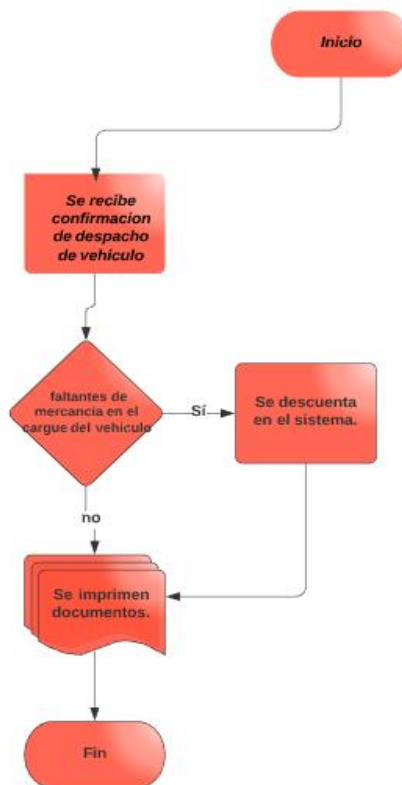 Inicio
Se recibe
confirmacion
de despacho
de vehiculo
faltantes de
mercancia en el
cargue del vehiculo
Sí
Se descuenta
en el sistema.
no
Se imprimen
documentos.
Fin